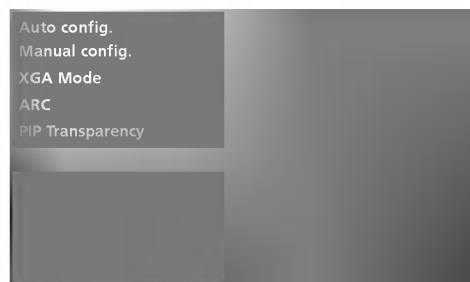 Auto config.
Manual config.
XGA Mode
ARC
PIP Transparency